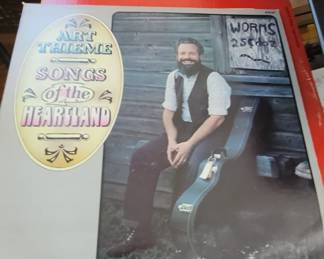 ART
THIEME
SONGS
of the
HEARTLAND
WORMS
25¢ doz